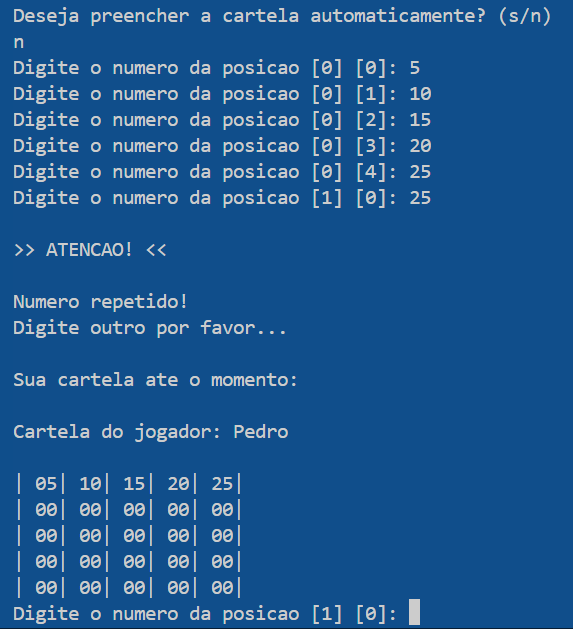 Deseja preencher a cartela automaticamente? (s/n)
n
Digite o numero da posicao [0] [0]: 5
Digite o numero da posicao [0] [1]: 10
Digite o numero da posicao [0] [2]: 15
Digite o numero da posicao [0] [3]: 20
Digite o numero da posicao [0] [4]: 25
Digite o numero da posicao [1] [0]: 25
>> ATENCAO! <<
Numero repetido!
Digite outro por favor...
Sua cartela ate o momento:
Cartela do jogador: Pedro
| 05| 10| 15| 20| 25|
| 00| 00| 00| 00| 00|
| 00| 00| 00| 00| 00|
| 00| 00| 00| 00| 00|
| 00| 00| 00| 00| 00|
Digite o numero da posicao [1] [0]: